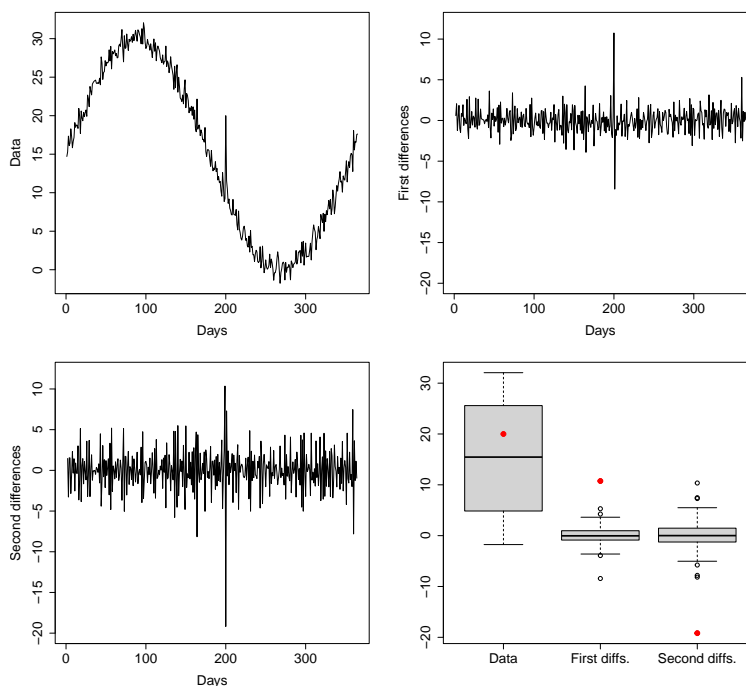 Data
0 5 10 15 20 25 30
0 100 200 300
Days
First differences
−20 −15 −10 −5 0 5 10
0 100 200 300
Days
Second differences
−20 −15 −10 −5 0 5 10
0 100 200 300
Days
−20 −10 0 10 20 30
Data First diffs. Second diffs.